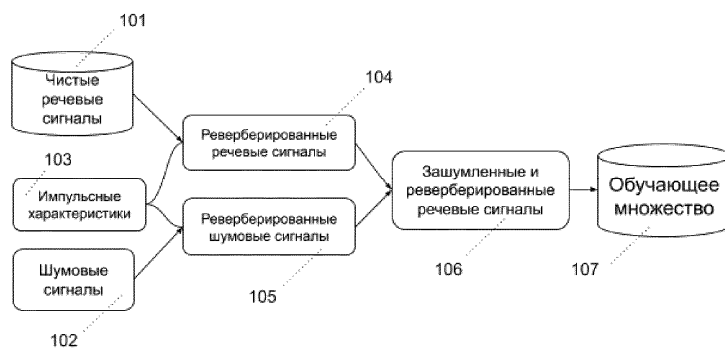 101
Чистые
речевые
сигналы
104
Реверберированные
речевые сигналы
103
Импульсные
характеристики
Зашумленные и
реверберированные
речевые сигналы
Обучающее
множество
Реверберированные
шумовые сигналы
Шумовые
сигналы
105
106
107
102